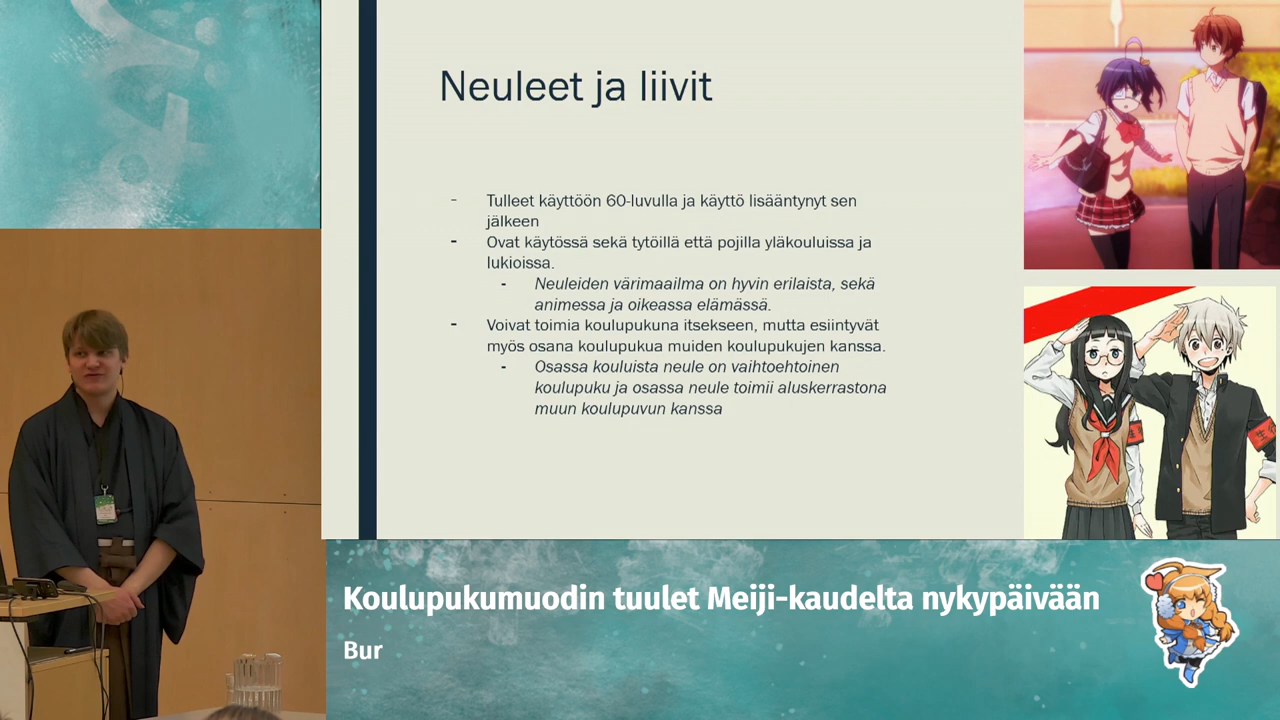 Neuleet ja liivit
- Tulleet käyttöön 60-luvulla ja käyttö lisääntynyt sen
jälkeen
- Ovat käytössä sekä tytöillä että pojilla yläkouluissa ja
lukioissa.
- Neuleiden värimaailma on hyvin erilaista, sekä
animessa ja oikeassa elämässä.
- Voivat toimia koulupukuna itsekseen, mutta esiintyvät
myös osana koulupukua muiden koulupukujen kanssa.
- Osassa kouluista neule on vaihtoehtoinen
koulupuku ja osassa neule toimii aluskerrastona
muun koulupuvun kanssa
Koulupukumuodin tuulet Meiji-kaudelta nykypäivään
Bur